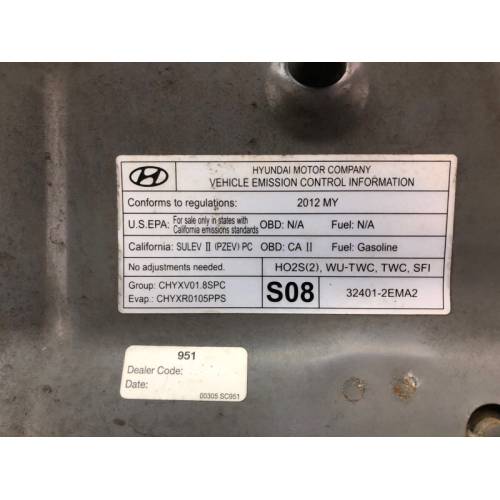 HYUNDAI MOTOR COMPANY
VEHICLE EMISSION CONTROL INFORMATION
Conforms to regulations: 2012 MY
U.S.EPA: For sale only in states with California emissions standards OBD: N/A Fuel: N/A
California: SULEV II (PZEV) PC OBD: CA II Fuel: Gasoline
No adjustments needed. HO2S(2), WU-TWC, TWC, SFI
Group: CHYXV01.8SPC
Evap.: CHYXR0105PPS
S08 32401-2EMA2
951
Dealer Code:
Date:
00305 SC951